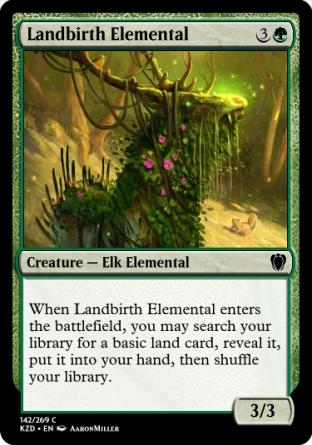 Landbirth Elemental 3
Creature — Elk Elemental
When Landbirth Elemental enters
the battlefield, you may search your
library for a basic land card, reveal it,
put it into your hand, then shuffle
your library.
3/3
142/269 C
KZD • EN AaronMiller